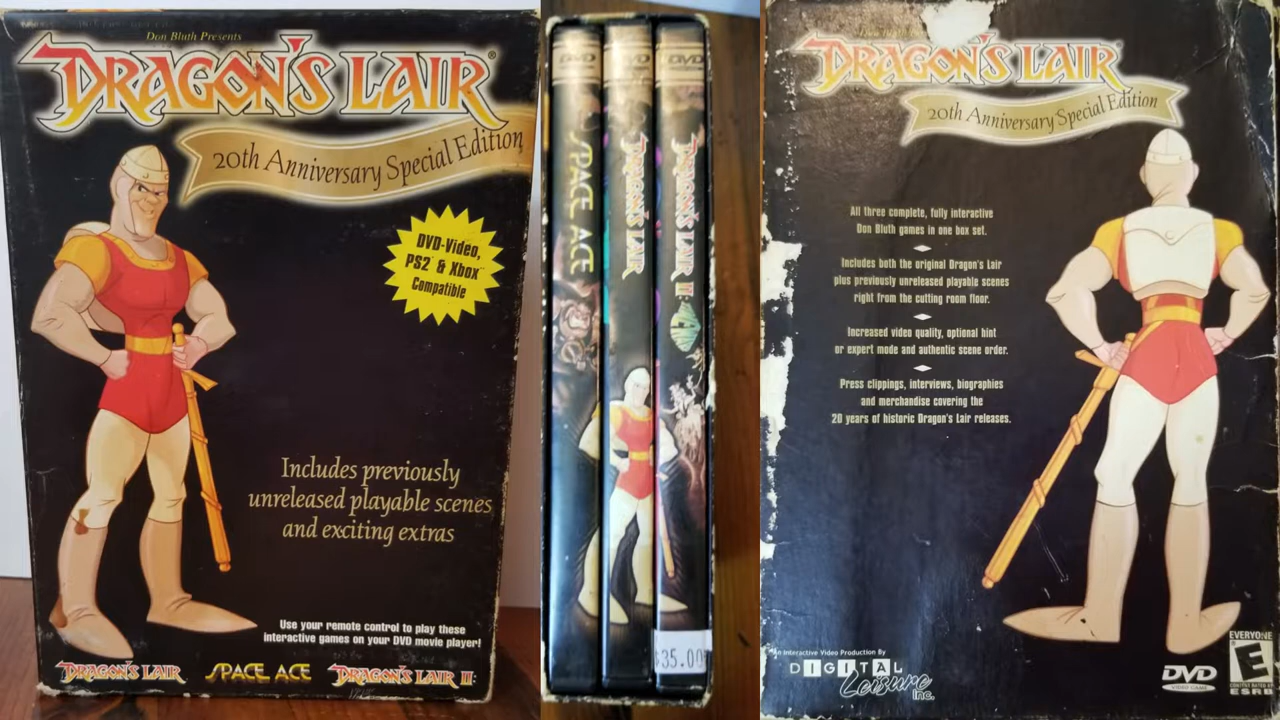 Don Bluth Presents
DRAGON'S LAIR®
20th Anniversary Special Edition
DVD-Video,
PS2™ & Xbox™
Compatible
Includes previously
unreleased playable scenes
and exciting extras
Use your remote control to play these
interactive games on your DVD movie player!
DRAGON'S LAIR
SPACE ACE
DRAGON'S LAIR II:
DVD
SPACE ACE
DVD
DRAGON'S LAIR
DVD
DRAGON'S LAIR II:
$35.00
Don
DRAGON'S LAIR
20th Anniversary Special Edition
All three complete, fully interactive
Don Bluth games in one box set.
Includes both the original Dragon's Lair
plus previously unreleased playable scenes
right from the cutting room floor.
Increased video quality, optional hint
or expert mode and authentic scene order.
Press clippings, interviews, biographies
and merchandise covering the
20 years of historic Dragon's Lair releases.
An Interactive Video Production By
DIGITAL
Leisure
Inc.
DVD
VIDEO GAME
EVERYONE
E
CONTENT RATED BY
ESRB